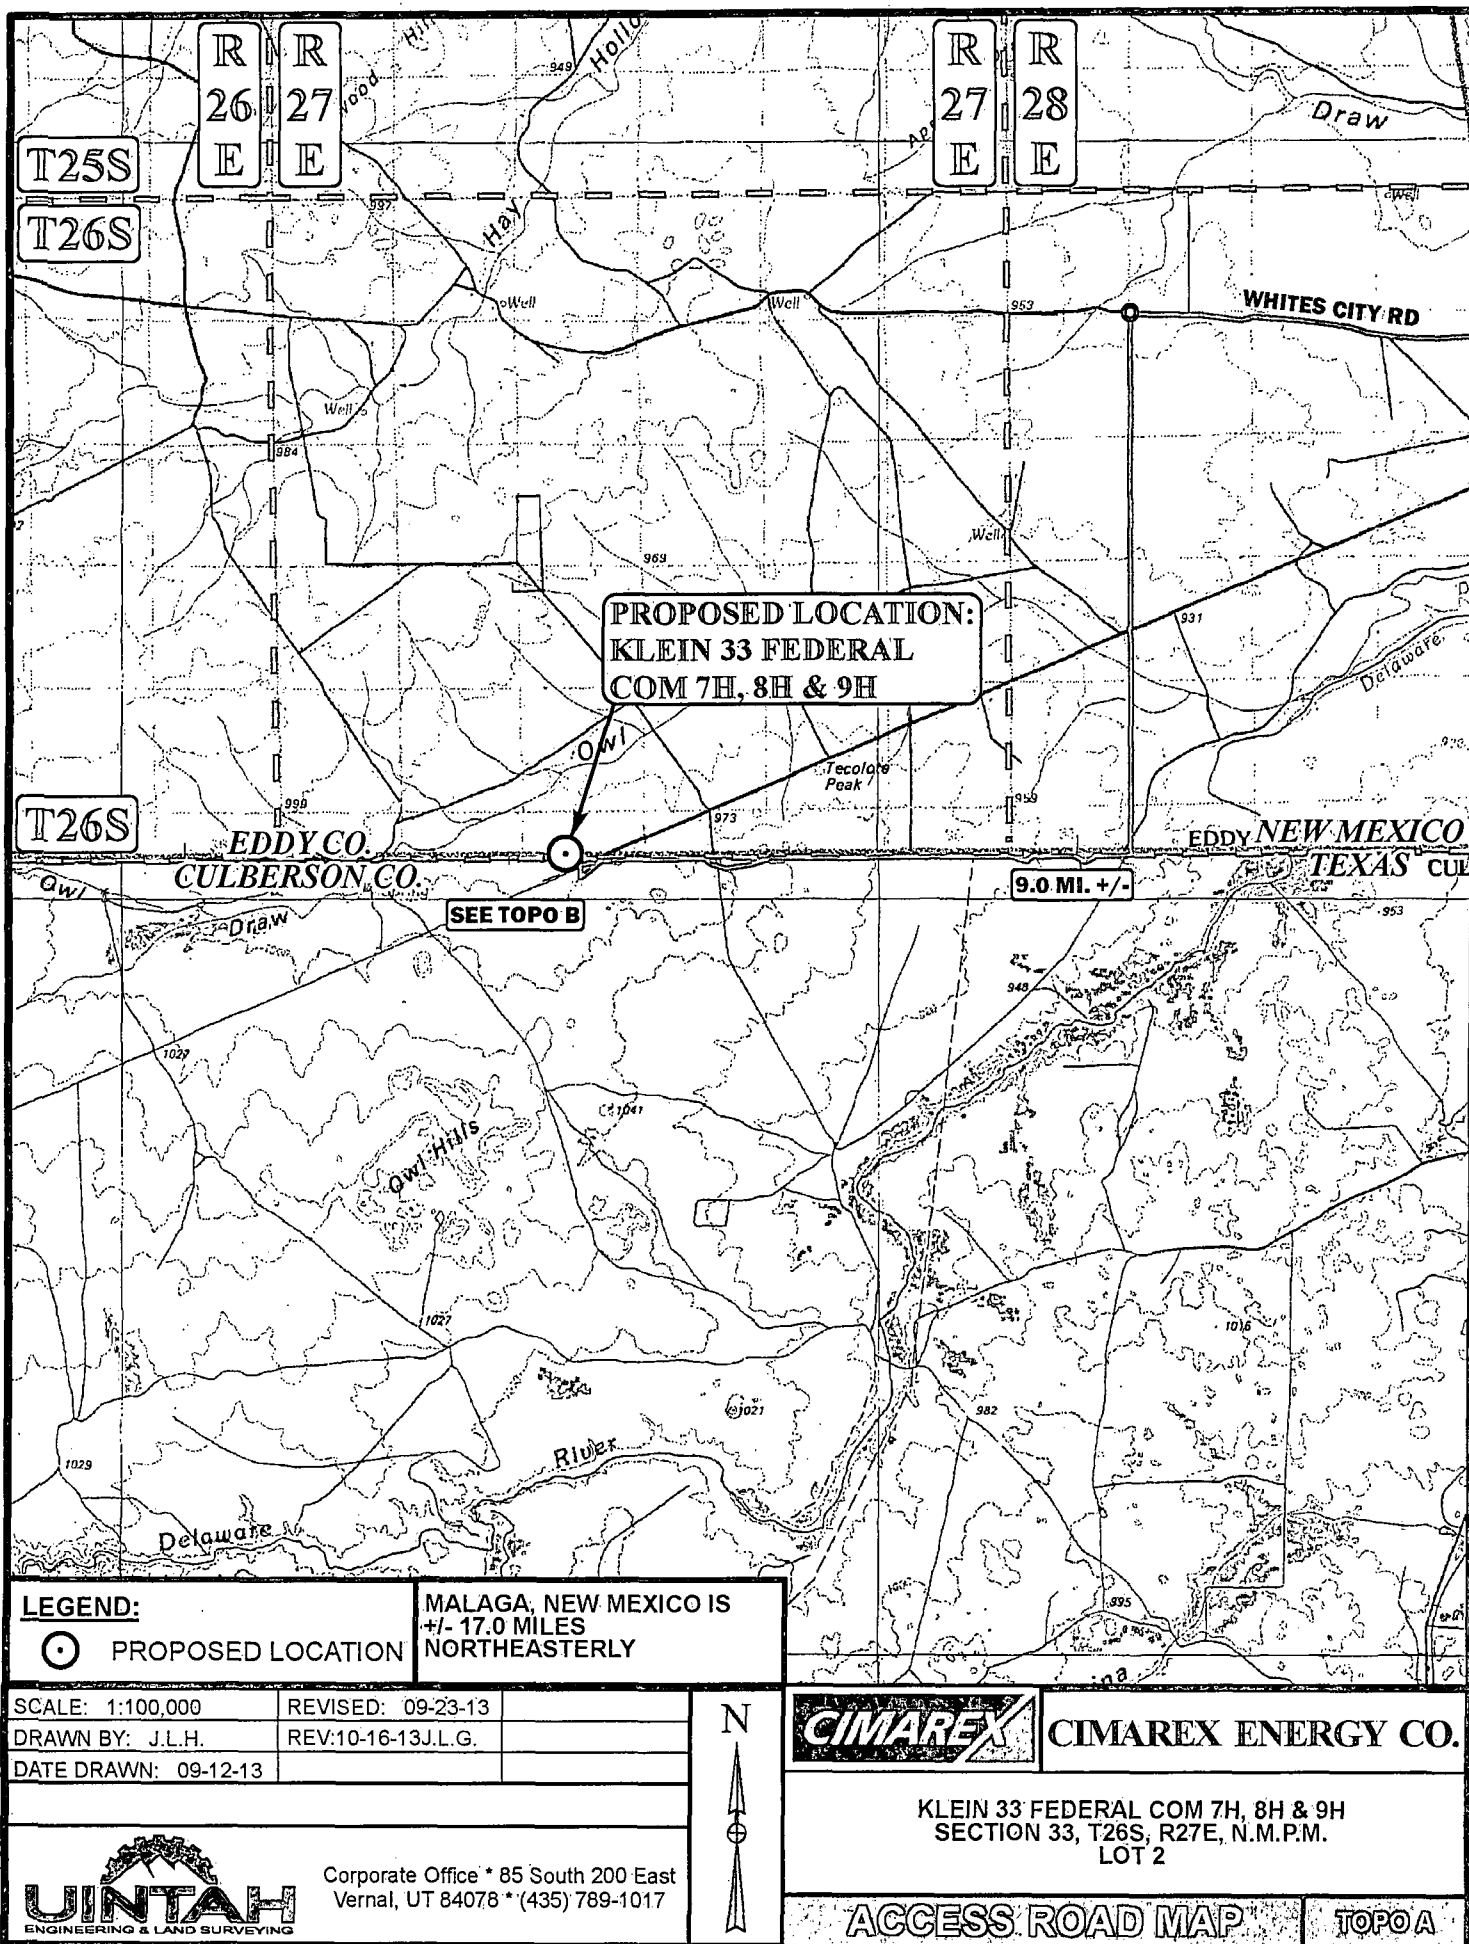 R
26
E
R
27
E
R
27
E
R
28
E
Hollo
949
Draw
T25S
T26S
Hay
Well
Well
Well
953
WHITES CITY RD
Well
984
Well
969
PROPOSED LOCATION:
KLEIN 33 FEDERAL
COM 7H, 8H & 9H
931
Delaware
Owl
Tecolote
Peak
999
973
959
T26S
EDDY CO.
CULBERSON CO.
EDDY NEW MEXICO
TEXAS CUL
9.0 MI. +/-
SEE TOPO B
Owl
Draw
953
948
1027
1041
Owl Hills
1027
1016
1021
982
River
1029
Delaware
995
LEGEND:
PROPOSED LOCATION
MALAGA, NEW MEXICO IS
+/- 17.0 MILES
NORTHEASTERLY
SCALE: 1:100,000
REVISED: 09-23-13
DRAWN BY: J.L.H.
REV:10-16-13J.L.G.
DATE DRAWN: 09-12-13
N
CIMAREX
CIMAREX ENERGY CO.
KLEIN 33 FEDERAL COM 7H, 8H & 9H
SECTION 33, T26S, R27E, N.M.P.M.
LOT 2
UINTAH
ENGINEERING & LAND SURVEYING
Corporate Office * 85 South 200 East
Vernal, UT 84078 * (435) 789-1017
ACCESS ROAD MAP
TOPO A